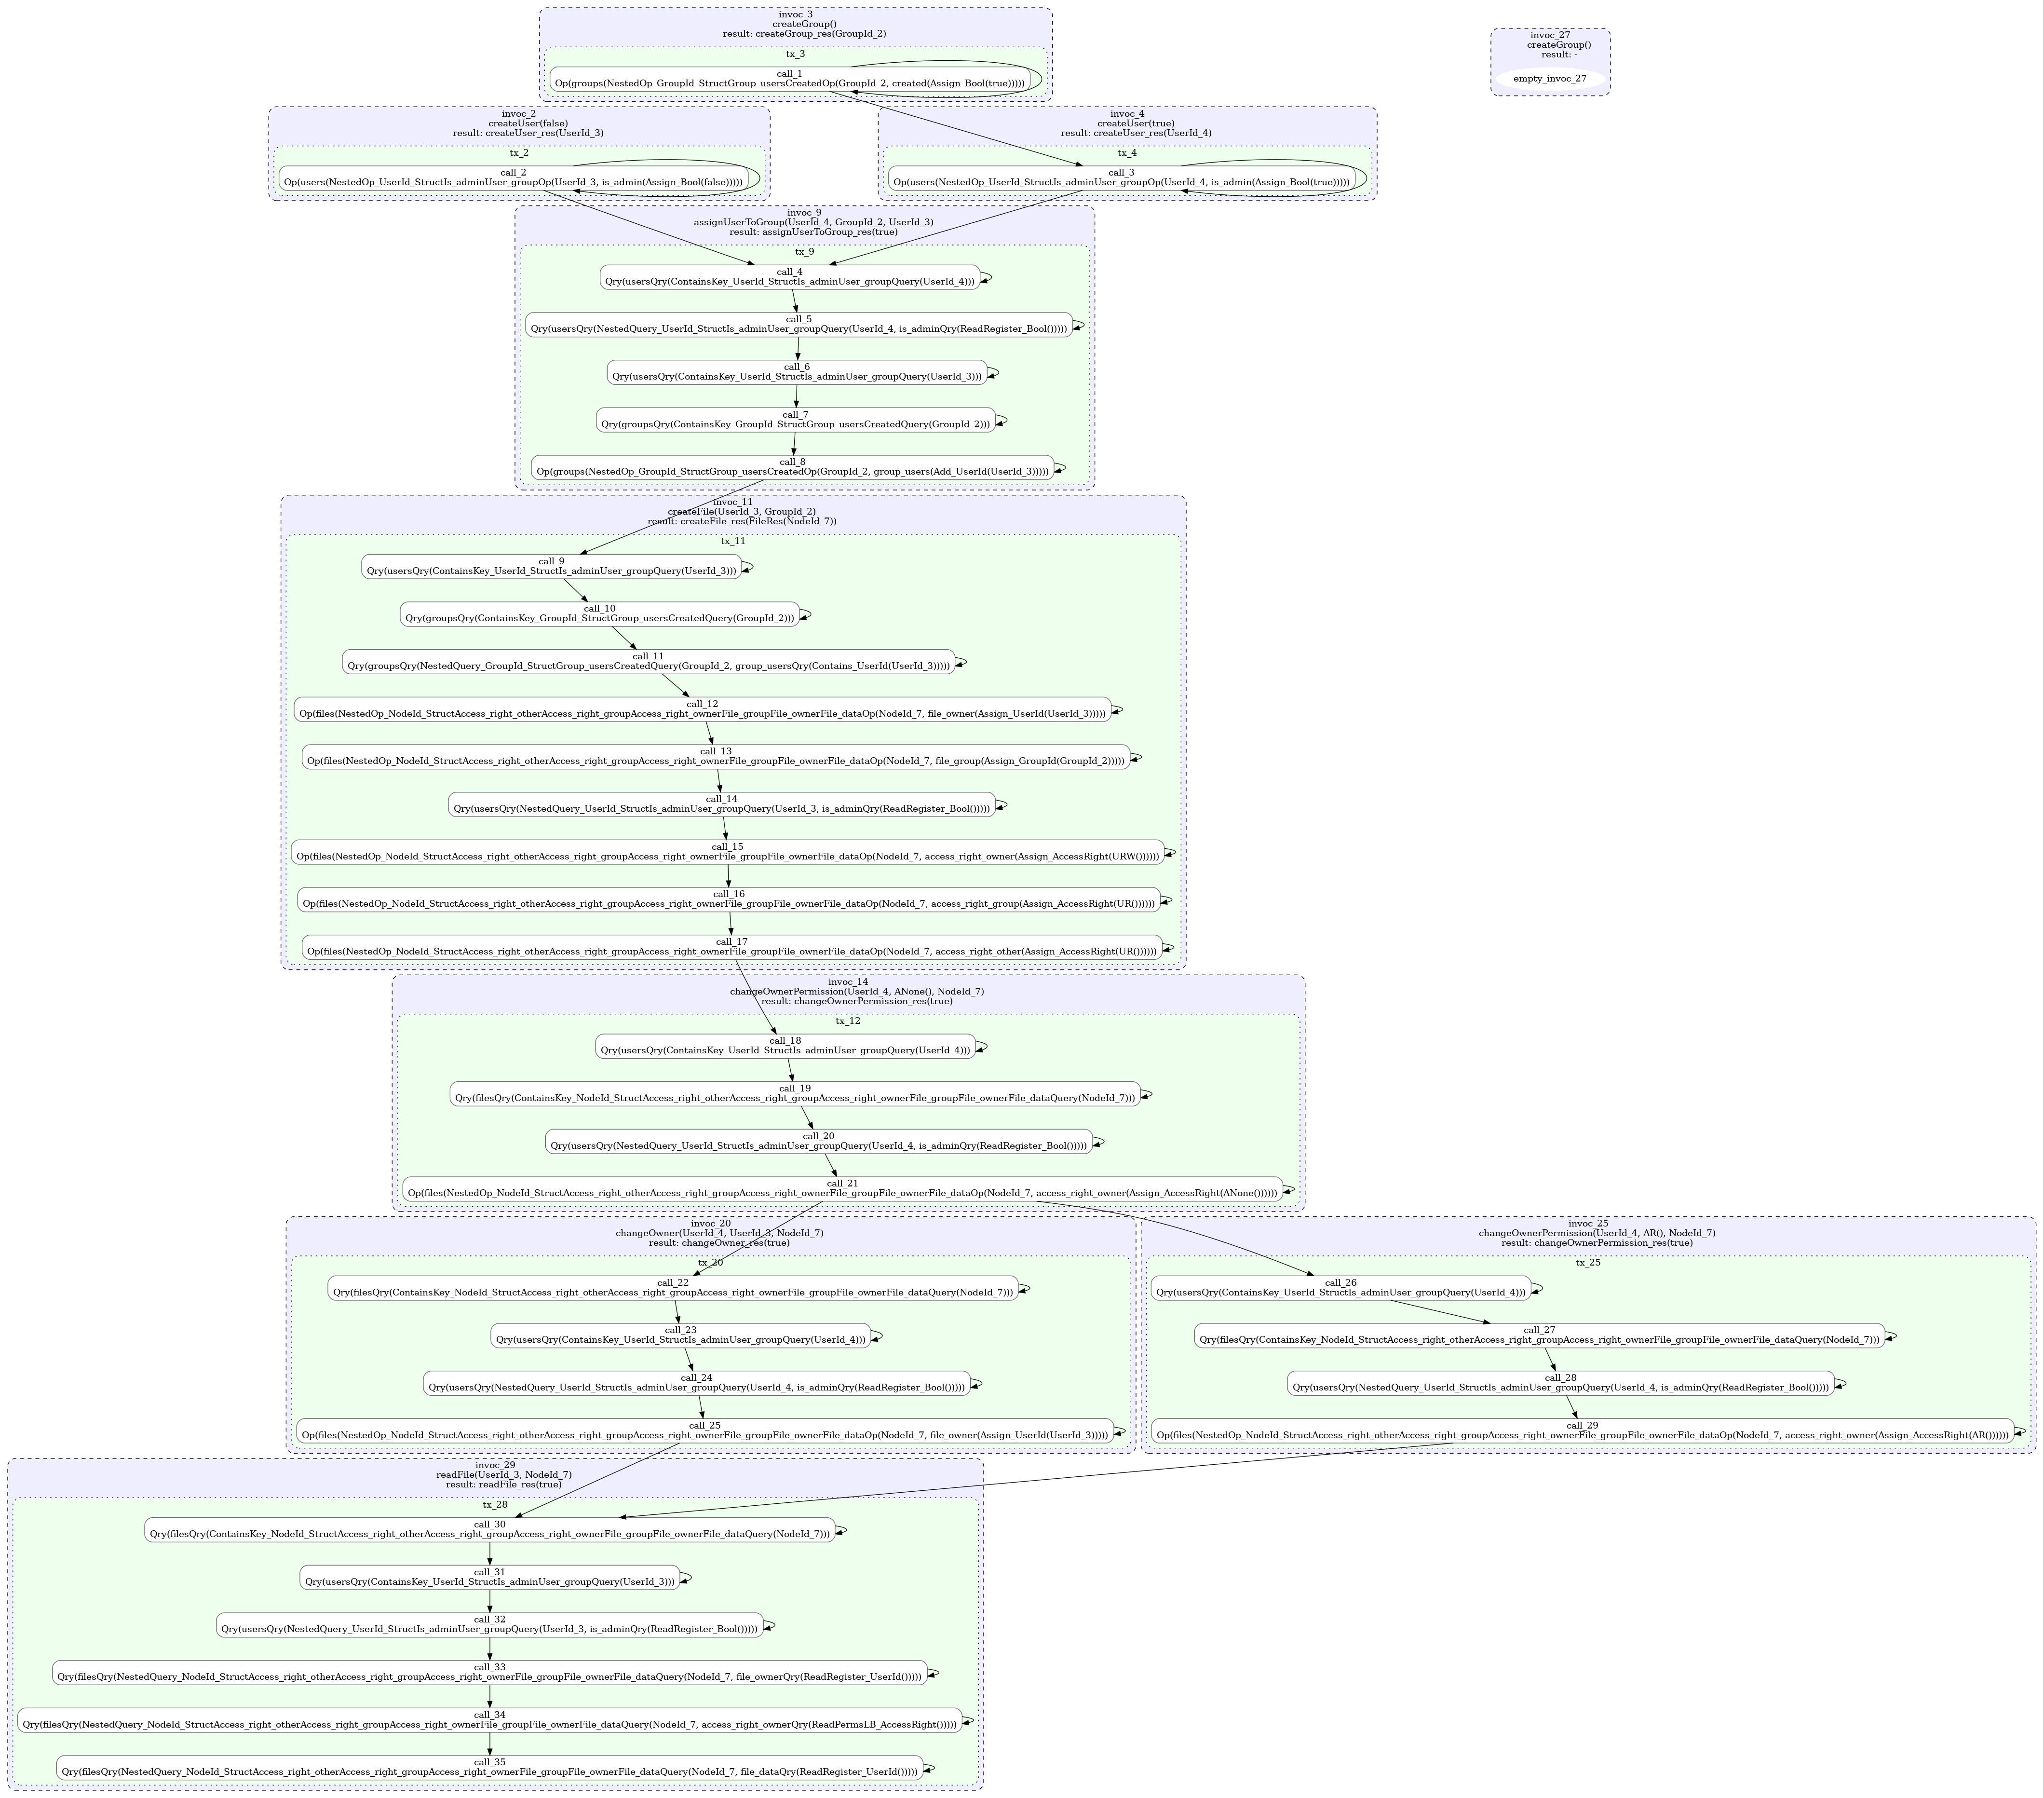 invoc_3
createGroup()
result: createGroup_res(GroupId_2)
tx_3
call_1
Op(groups(NestedOp_GroupId_StructGroup_usersCreatedOp(GroupId_2, created(Assign_Bool(true)))))
invoc_27
createGroup()
result: -
empty_invoc_27
invoc_2
createUser(false)
result: createUser_res(UserId_3)
tx_2
call_2
Op(users(NestedOp_UserId_StructIs_adminUser_groupOp(UserId_3, is_admin(Assign_Bool(false)))))
invoc_4
createUser(true)
result: createUser_res(UserId_4)
tx_4
call_3
Op(users(NestedOp_UserId_StructIs_adminUser_groupOp(UserId_4, is_admin(Assign_Bool(true)))))
invoc_9
assignUserToGroup(UserId_4, GroupId_2, UserId_3)
result: assignUserToGroup_res(true)
tx_9
call_4
Qry(usersQry(ContainsKey_UserId_StructIs_adminUser_groupQuery(UserId_4)))
call_5
Qry(usersQry(NestedQuery_UserId_StructIs_adminUser_groupQuery(UserId_4, is_adminQry(ReadRegister_Bool()))))
call_6
Qry(usersQry(ContainsKey_UserId_StructIs_adminUser_groupQuery(UserId_3)))
call_7
Qry(groupsQry(ContainsKey_GroupId_StructGroup_usersCreatedQuery(GroupId_2)))
call_8
Op(groups(NestedOp_GroupId_StructGroup_usersCreatedOp(GroupId_2, group_users(Add_UserId(UserId_3)))))
invoc_11
createFile(UserId_3, GroupId_2)
result: createFile_res(FileRes(NodeId_7))
tx_11
call_9
Qry(usersQry(ContainsKey_UserId_StructIs_adminUser_groupQuery(UserId_3)))
call_10
Qry(groupsQry(ContainsKey_GroupId_StructGroup_usersCreatedQuery(GroupId_2)))
call_11
Qry(groupsQry(NestedQuery_GroupId_StructGroup_usersCreatedQuery(GroupId_2, group_usersQry(Contains_UserId(UserId_3)))))
call_12
Op(files(NestedOp_NodeId_StructAccess_right_otherAccess_right_groupAccess_right_ownerFile_groupFile_ownerFile_dataOp(NodeId_7, file_owner(Assign_UserId(UserId_3)))))
call_13
Op(files(NestedOp_NodeId_StructAccess_right_otherAccess_right_groupAccess_right_ownerFile_groupFile_ownerFile_dataOp(NodeId_7, file_group(Assign_GroupId(GroupId_2)))))
call_14
Qry(usersQry(NestedQuery_UserId_StructIs_adminUser_groupQuery(UserId_3, is_adminQry(ReadRegister_Bool()))))
call_15
Op(files(NestedOp_NodeId_StructAccess_right_otherAccess_right_groupAccess_right_ownerFile_groupFile_ownerFile_dataOp(NodeId_7, access_right_owner(Assign_AccessRight(URW())))))
call_16
Op(files(NestedOp_NodeId_StructAccess_right_otherAccess_right_groupAccess_right_ownerFile_groupFile_ownerFile_dataOp(NodeId_7, access_right_group(Assign_AccessRight(UR())))))
call_17
Op(files(NestedOp_NodeId_StructAccess_right_otherAccess_right_groupAccess_right_ownerFile_groupFile_ownerFile_dataOp(NodeId_7, access_right_other(Assign_AccessRight(UR())))))
invoc_14
changeOwnerPermission(UserId_4, ANone(), NodeId_7)
result: changeOwnerPermission_res(true)
tx_12
call_18
Qry(usersQry(ContainsKey_UserId_StructIs_adminUser_groupQuery(UserId_4)))
call_19
Qry(filesQry(ContainsKey_NodeId_StructAccess_right_otherAccess_right_groupAccess_right_ownerFile_groupFile_ownerFile_dataQuery(NodeId_7)))
call_20
Qry(usersQry(NestedQuery_UserId_StructIs_adminUser_groupQuery(UserId_4, is_adminQry(ReadRegister_Bool()))))
call_21
Op(files(NestedOp_NodeId_StructAccess_right_otherAccess_right_groupAccess_right_ownerFile_groupFile_ownerFile_dataOp(NodeId_7, access_right_owner(Assign_AccessRight(ANone())))))
invoc_20
changeOwner(UserId_4, UserId_3, NodeId_7)
result: changeOwner_res(true)
tx_20
call_22
Qry(filesQry(ContainsKey_NodeId_StructAccess_right_otherAccess_right_groupAccess_right_ownerFile_groupFile_ownerFile_dataQuery(NodeId_7)))
call_23
Qry(usersQry(ContainsKey_UserId_StructIs_adminUser_groupQuery(UserId_4)))
call_24
Qry(usersQry(NestedQuery_UserId_StructIs_adminUser_groupQuery(UserId_4, is_adminQry(ReadRegister_Bool()))))
call_25
Op(files(NestedOp_NodeId_StructAccess_right_otherAccess_right_groupAccess_right_ownerFile_groupFile_ownerFile_dataOp(NodeId_7, file_owner(Assign_UserId(UserId_3)))))
invoc_25
changeOwnerPermission(UserId_4, AR(), NodeId_7)
result: changeOwnerPermission_res(true)
tx_25
call_26
Qry(usersQry(ContainsKey_UserId_StructIs_adminUser_groupQuery(UserId_4)))
call_27
Qry(filesQry(ContainsKey_NodeId_StructAccess_right_otherAccess_right_groupAccess_right_ownerFile_groupFile_ownerFile_dataQuery(NodeId_7)))
call_28
Qry(usersQry(NestedQuery_UserId_StructIs_adminUser_groupQuery(UserId_4, is_adminQry(ReadRegister_Bool()))))
call_29
Op(files(NestedOp_NodeId_StructAccess_right_otherAccess_right_groupAccess_right_ownerFile_groupFile_ownerFile_dataOp(NodeId_7, access_right_owner(Assign_AccessRight(AR())))))
invoc_29
readFile(UserId_3, NodeId_7)
result: readFile_res(true)
tx_28
call_30
Qry(filesQry(ContainsKey_NodeId_StructAccess_right_otherAccess_right_groupAccess_right_ownerFile_groupFile_ownerFile_dataQuery(NodeId_7)))
call_31
Qry(usersQry(ContainsKey_UserId_StructIs_adminUser_groupQuery(UserId_3)))
call_32
Qry(usersQry(NestedQuery_UserId_StructIs_adminUser_groupQuery(UserId_3, is_adminQry(ReadRegister_Bool()))))
call_33
Qry(filesQry(NestedQuery_NodeId_StructAccess_right_otherAccess_right_groupAccess_right_ownerFile_groupFile_ownerFile_dataQuery(NodeId_7, file_ownerQry(ReadRegister_UserId()))))
call_34
Qry(filesQry(NestedQuery_NodeId_StructAccess_right_otherAccess_right_groupAccess_right_ownerFile_groupFile_ownerFile_dataQuery(NodeId_7, access_right_ownerQry(ReadPermsLB_AccessRight()))))
call_35
Qry(filesQry(NestedQuery_NodeId_StructAccess_right_otherAccess_right_groupAccess_right_ownerFile_groupFile_ownerFile_dataQuery(NodeId_7, file_dataQry(ReadRegister_UserId()))))